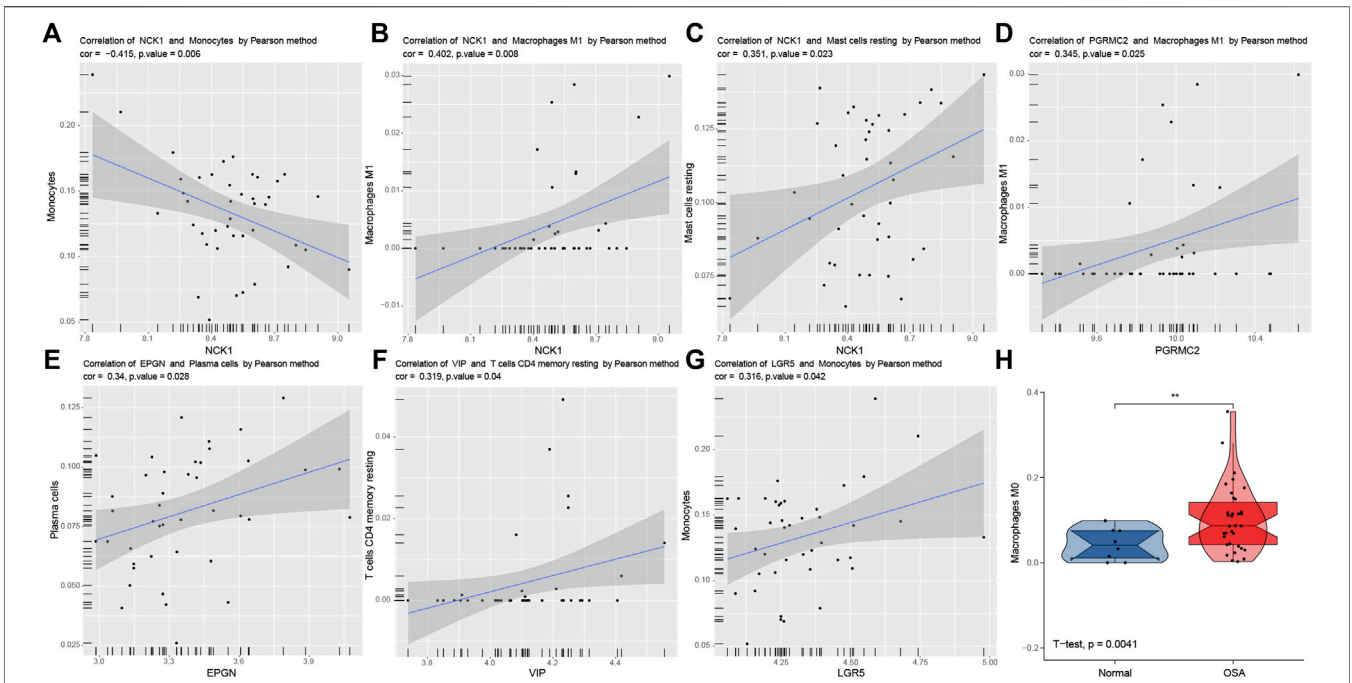 A
Correlation of NCK1 and Monocytes by Pearson method
cor = −0.415, p.value = 0.006
Monocytes
0.20
0.15
0.10
0.05
7.8
8.1
8.4
8.7
9.0
NCK1
B
Correlation of NCK1 and Macrophages M1 by Pearson method
cor = 0.402, p.value = 0.008
Macrophages M1
0.03
0.02
0.01
0.00
−0.01
7.8
8.1
8.4
8.7
9.0
NCK1
C
Correlation of NCK1 and Mast cells resting by Pearson method
cor = 0.351, p.value = 0.023
Mast cells resting
0.125
0.100
0.075
7.8
8.1
8.4
8.7
9.0
NCK1
D
Correlation of PGRMC2 and Macrophages M1 by Pearson method
cor = 0.345, p.value = 0.025
Macrophages M1
0.03
0.02
0.01
0.00
9.6
10.0
10.4
PGRMC2
E
Correlation of EPGN and Plasma cells by Pearson method
cor = 0.34, p.value = 0.028
Plasma cells
0.125
0.100
0.075
0.050
0.025
3.0
3.3
3.6
3.9
EPGN
F
Correlation of VIP and T cells CD4 memory resting by Pearson method
cor = 0.319, p.value = 0.04
T cells CD4 memory resting
0.04
0.02
0.00
3.8
4.0
4.2
4.4
VIP
G
Correlation of LGR5 and Monocytes by Pearson method
cor = 0.316, p.value = 0.042
Monocytes
0.25
0.20
0.15
0.10
0.05
4.25
4.50
4.75
5.00
LGR5
H
Macrophages M0
0.4
0.2
0.0
−0.2
**
T−test, p = 0.0041
Normal
OSA